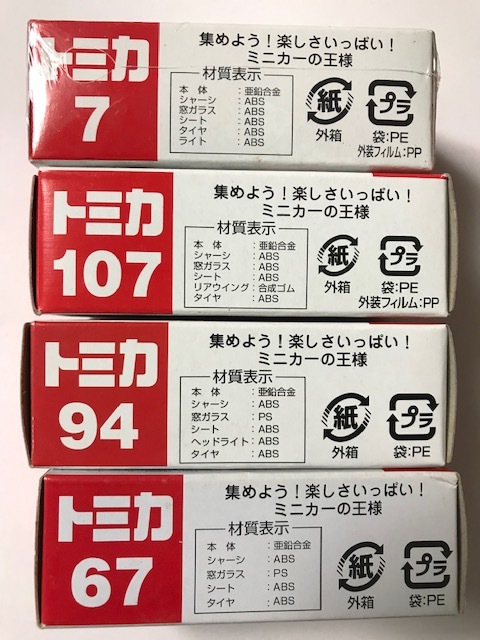 トミカ
7
集めよう!楽しさいっぱい!
ミニカーの王様
材質表示
本体:亜鉛合金
シャーシ:ABS
窓ガラス:ABS
シート:ABS
タイヤ:ABS
ライト:ABS
紙
外箱
プラ
袋:PE
外装フィルム:PP
トミカ
107
集めよう!楽しさいっぱい!
ミニカーの王様
材質表示
本体:亜鉛合金
シャーシ:ABS
窓ガラス:ABS
シート:ABS
リアウイング:合成ゴム
タイヤ:ABS
紙
外箱
プラ
袋:PE
外装フィルム:PP
トミカ
94
集めよう!楽しさいっぱい!
ミニカーの王様
材質表示
本体:亜鉛合金
シャーシ:ABS
窓ガラス:PS
シート:ABS
ヘッドライト:ABS
タイヤ:ABS
紙
外箱
プラ
袋:PE
トミカ
67
集めよう!楽しさいっぱい!
ミニカーの王様
材質表示
本体:亜鉛合金
シャーシ:ABS
窓ガラス:PS
シート:ABS
タイヤ:ABS
紙
外箱
プラ
袋:PE